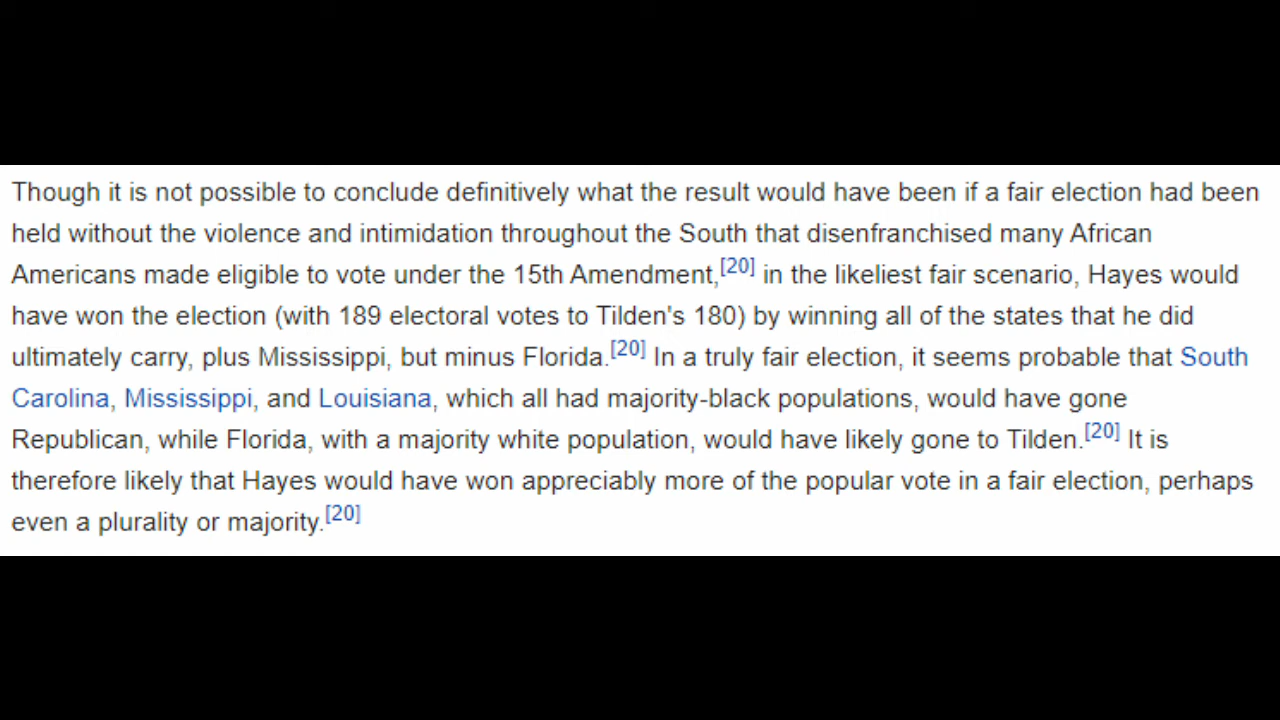 Though it is not possible to conclude definitively what the result would have been if a fair election had been
held without the violence and intimidation throughout the South that disenfranchised many African
Americans made eligible to vote under the 15th Amendment,[20] in the likeliest fair scenario, Hayes would
have won the election (with 189 electoral votes to Tilden's 180) by winning all of the states that he did
ultimately carry, plus Mississippi, but minus Florida.[20] In a truly fair election, it seems probable that South
Carolina, Mississippi, and Louisiana, which all had majority-black populations, would have gone
Republican, while Florida, with a majority white population, would have likely gone to Tilden.[20] It is
therefore likely that Hayes would have won appreciably more of the popular vote in a fair election, perhaps
even a plurality or majority.[20]